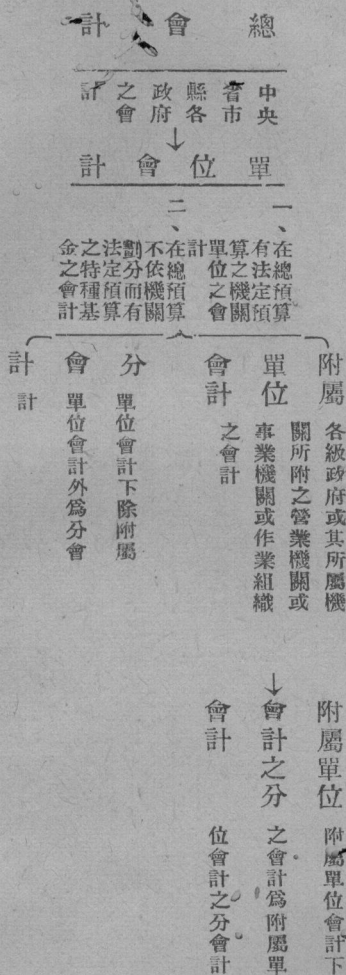 總會計
中央
省市
縣各
政府
之會
計
↓
單位會計
一、在總預算
有法定預
算之機關
單位之會
計
二、在總預算
不依機關
劃分而有
法定預算
之特種基
金之會計
附屬
單位
會計
各級政府或其所屬機
關所附之營業機關或
事業機關或作業組織
之會計
分
會
計
單位會計下除附屬
單位會計外爲分會
計
→
附屬單位
會計之分
會計
附屬單位會計下
之會計爲附屬單
位會計之分會計